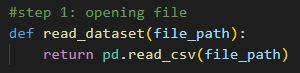 #step 1: opening file
def read_dataset(file_path):
    return pd.read_csv(file_path)